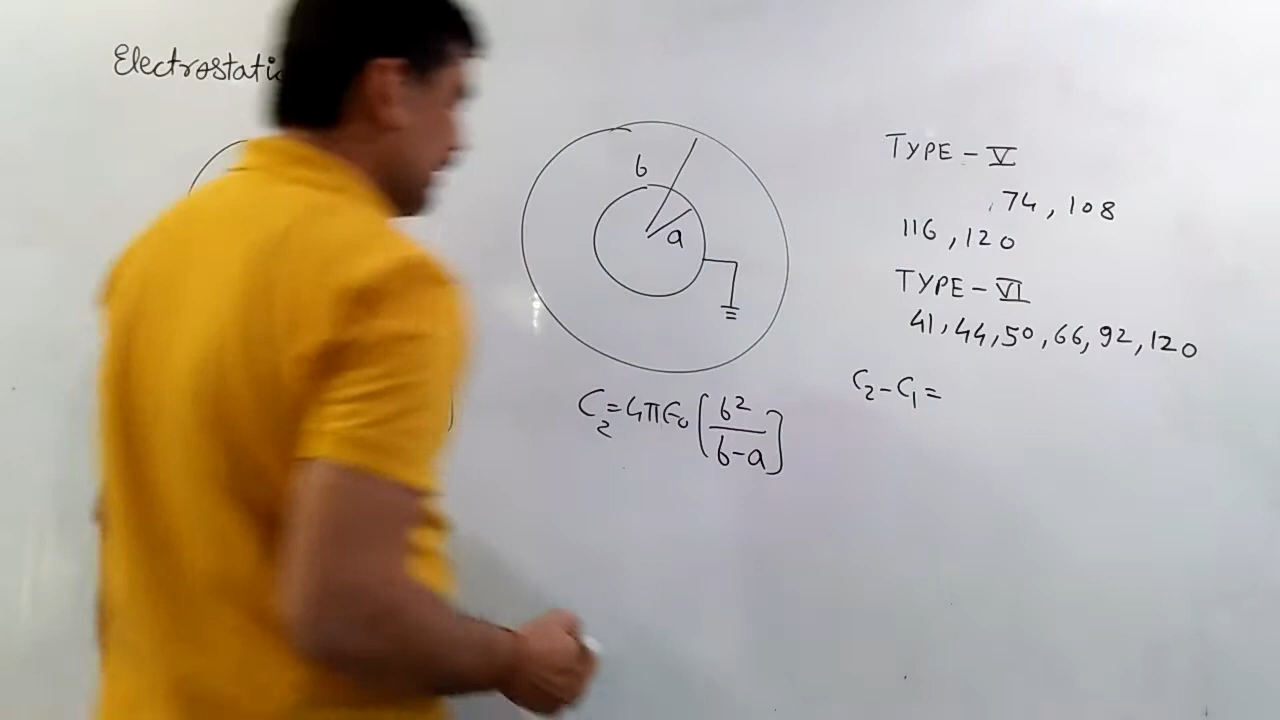 Electrostatic
b
a
C₂ = 4πϵ₀ [b²/(b-a)]
TYPE - V
74, 108
116, 120
TYPE - VI
41, 44, 50, 66, 92, 120
C₂ - C₁ =